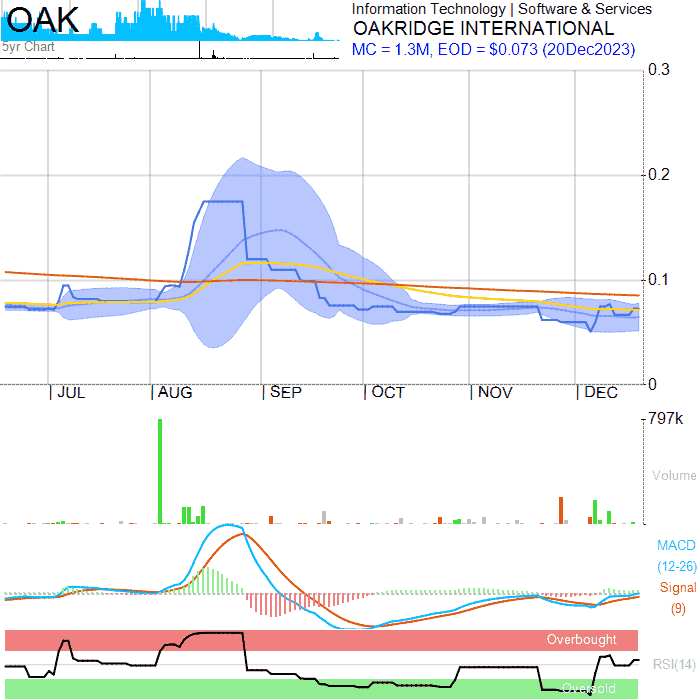 OAK
5yr Chart
Information Technology | Software & Services
OAKRIDGE INTERNATIONAL
MC = 1.3M, EOD = $0.073 (20Dec2023)
0.3
0.2
0.1
0
JUL AUG SEP OCT NOV DEC
797k
Volume
MACD
(12-26)
Signal
(9)
Overbought
RSI(14)
Oversold